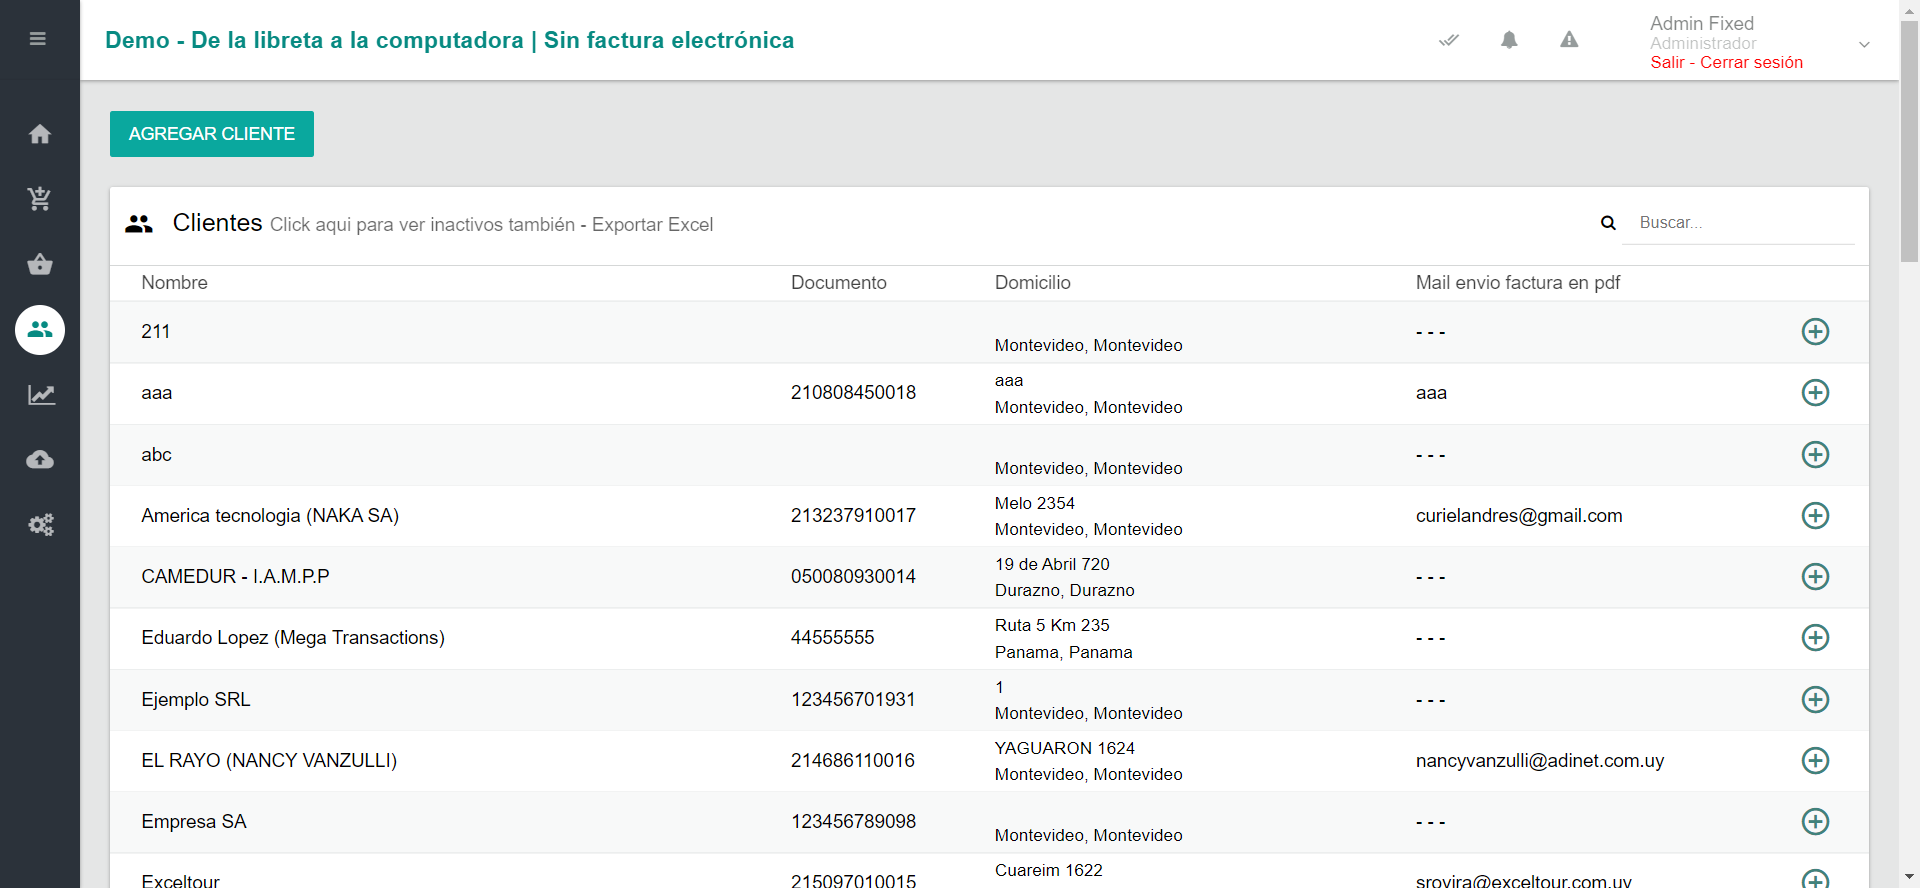 Demo - De la libreta a la computadora | Sin factura electrónica
Admin Fixed
Administrador
Salir - Cerrar sesión
AGREGAR CLIENTE
Clientes Click aqui para ver inactivos también - Exportar Excel
Buscar...
Nombre Documento Domicilio Mail envio factura en pdf
211 - - -
Montevideo, Montevideo
aaa 210808450018 aaa aaa
Montevideo, Montevideo
abc - - -
Montevideo, Montevideo
America tecnologia (NAKA SA) 213237910017 Melo 2354 curielandres@gmail.com
Montevideo, Montevideo
CAMEDUR - I.A.M.P.P 050080930014 19 de Abril 720 - - -
Durazno, Durazno
Eduardo Lopez (Mega Transactions) 44555555 Ruta 5 Km 235 - - -
Panama, Panama
Ejemplo SRL 123456701931 1 - - -
Montevideo, Montevideo
EL RAYO (NANCY VANZULLI) 214686110016 YAGUARON 1624 nancyvanzulli@adinet.com.uy
Montevideo, Montevideo
Empresa SA 123456789098 - - -
Montevideo, Montevideo
Exceltour 215097010015 Cuareim 1622 srovira@exceltour.com.uy